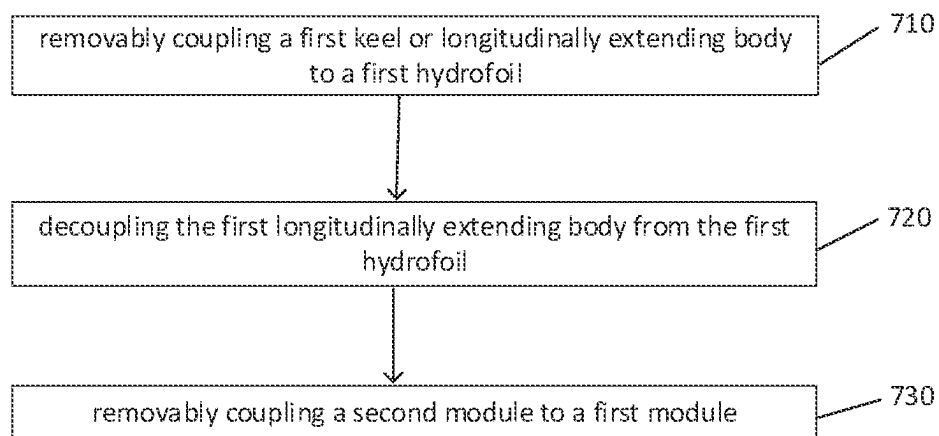 removably coupling a first keel or longitudinally extending body
to a first hydrofoil
710
decoupling the first longitudinally extending body from the first
hydrofoil
720
removably coupling a second module to a first module
730